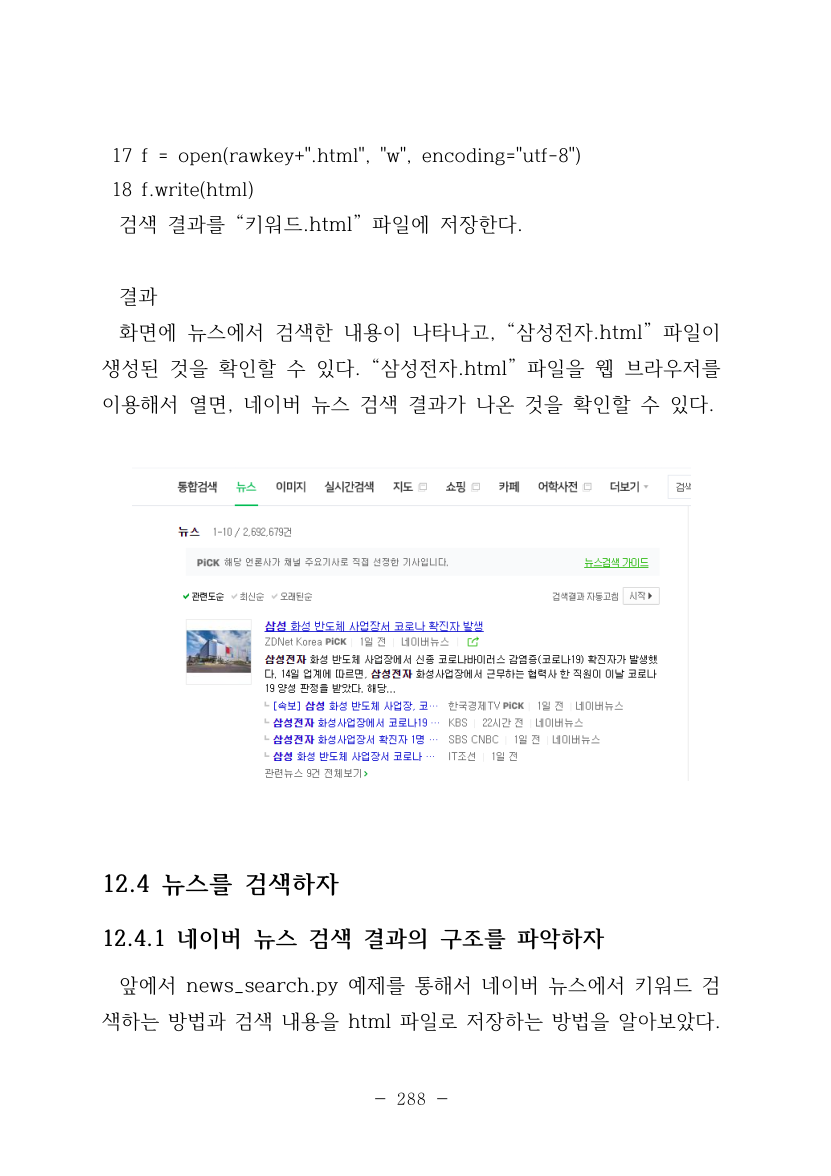 17 f = open(rawkey+".html", "w", encoding="utf-8")
18 f.write(html)
검색 결과를 “키워드.html” 파일에 저장한다.
결과
화면에 뉴스에서 검색한 내용이 나타나고, “삼성전자.html” 파일이
생성된 것을 확인할 수 있다. “삼성전자.html” 파일을 웹 브라우저를
이용해서 열면, 네이버 뉴스 검색 결과가 나온 것을 확인할 수 있다.
통합검색 뉴스 이미지 실시간검색 지도 쇼핑 카페 어학사전 더보기 검색
뉴스 1-10 / 2,692,679건
PiCK 해당 언론사가 채널 주요기사로 직접 선정한 기사입니다. 뉴스검색 가이드
관련도순 최신순 오래된순 검색결과 자동고침 시작
삼성 화성 반도체 사업장서 코로나 확진자 발생
ZDNet Korea PiCK 1일 전 네이버뉴스
삼성전자 화성 반도체 사업장에서 신종 코로나바이러스 감염증(코로나19) 확진자가 발생했
다. 14일 업계에 따르면, 삼성전자 화성사업장에서 근무하는 협력사 한 직원이 이날 코로나
19 양성 판정을 받았다. 해당...
[속보] 삼성 화성 반도체 사업장, 코… 한국경제TV PiCK 1일 전 네이버뉴스
삼성전자 화성사업장에서 코로나19 … KBS 22시간 전 네이버뉴스
삼성전자 화성사업장서 확진자 1명 … SBS CNBC 1일 전 네이버뉴스
삼성 화성 반도체 사업장서 코로나 … IT조선 1일 전
관련뉴스 9건 전체보기
12.4 뉴스를 검색하자
12.4.1 네이버 뉴스 검색 결과의 구조를 파악하자
앞에서 news_search.py 예제를 통해서 네이버 뉴스에서 키워드 검
색하는 방법과 검색 내용을 html 파일로 저장하는 방법을 알아보았다.
- 288 -